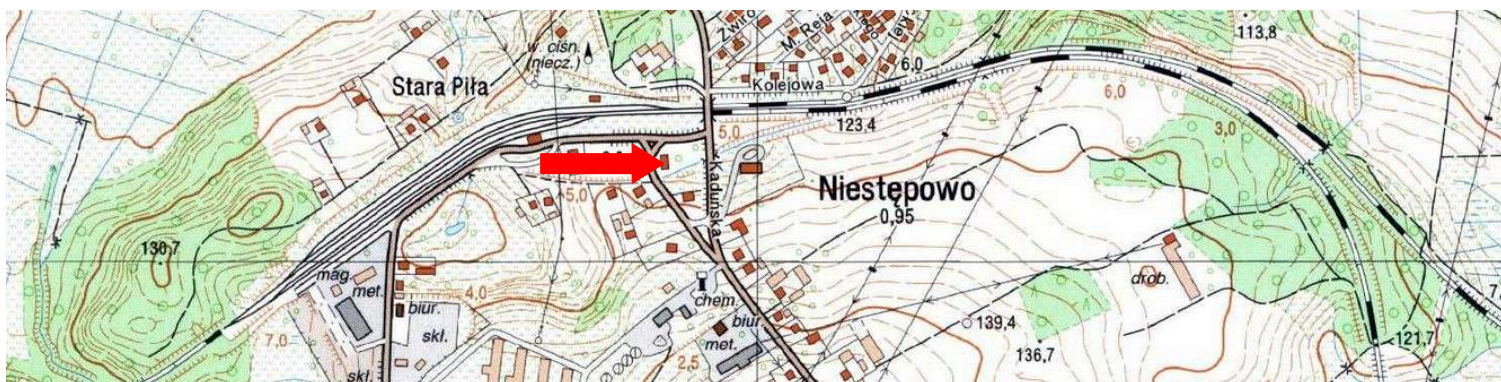 113,8
Żwiro
M. Reja
w. ciśn.
(niecz.)
Stara Piła
6,0
Kolejowa
6,0
123,4
5,0
3,0
Kaduńska
Niestępowo
0,95
5,0
130,7
mag.
met.
4,0
drob.
biur.
chem.
skł.
biur.
139,4
met.
7,0
2,5
136,7
121,7
skł.